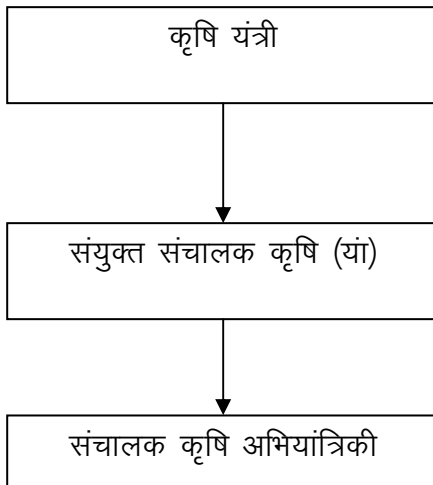 कृषि यंत्री
संयुक्त संचालक कृषि (यां)
संचालक कृषि अभियांत्रिकी